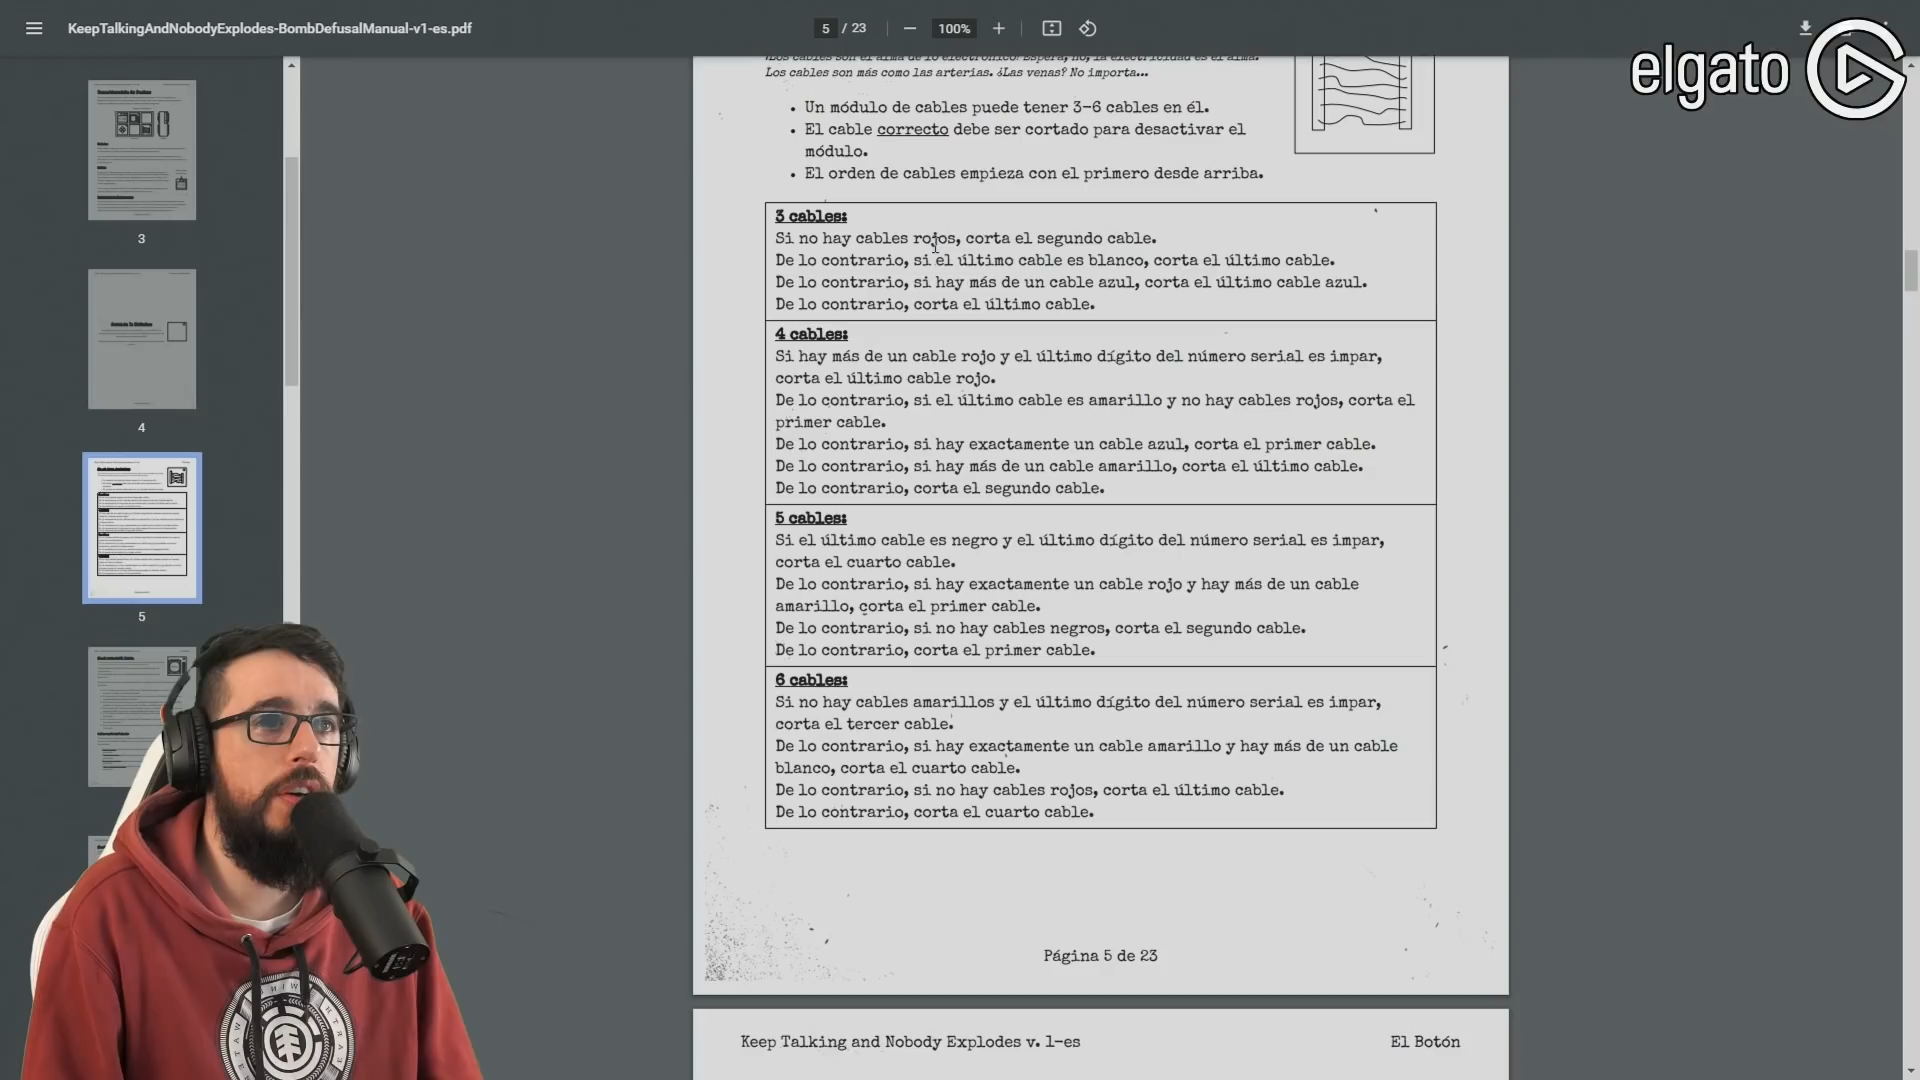 KeepTalkingAndNobodyExplodes-BombDefusalManual-v1-es.pdf
5 / 23
100%
elgato
Los cables son más como las arterias. ¿Las venas? No importa...
• Un módulo de cables puede tener 3-6 cables en él.
• El cable correcto debe ser cortado para desactivar el
módulo.
• El orden de cables empieza con el primero desde arriba.
3 cables:
Si no hay cables rojos, corta el segundo cable.
De lo contrario, si el último cable es blanco, corta el último cable.
De lo contrario, si hay más de un cable azul, corta el último cable azul.
De lo contrario, corta el último cable.
4 cables:
Si hay más de un cable rojo y el último dígito del número serial es impar,
corta el último cable rojo.
De lo contrario, si el último cable es amarillo y no hay cables rojos, corta el
primer cable.
De lo contrario, si hay exactamente un cable azul, corta el primer cable.
De lo contrario, si hay más de un cable amarillo, corta el último cable.
De lo contrario, corta el segundo cable.
5 cables:
Si el último cable es negro y el último dígito del número serial es impar,
corta el cuarto cable.
De lo contrario, si hay exactamente un cable rojo y hay más de un cable
amarillo, corta el primer cable.
De lo contrario, si no hay cables negros, corta el segundo cable.
De lo contrario, corta el primer cable.
6 cables:
Si no hay cables amarillos y el último dígito del número serial es impar,
corta el tercer cable.
De lo contrario, si hay exactamente un cable amarillo y hay más de un cable
blanco, corta el cuarto cable.
De lo contrario, si no hay cables rojos, corta el último cable.
De lo contrario, corta el cuarto cable.
Página 5 de 23
Keep Talking and Nobody Explodes v. 1-es
El Botón
3
4
5